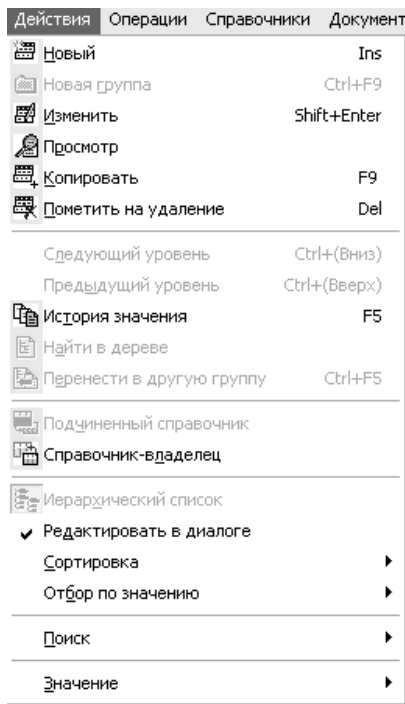 Действия Операции Справочники Документ
Новый Ins
Новая группа Ctrl+F9
Изменить Shift+Enter
Просмотр
Копировать F9
Пометить на удаление Del
Следующий уровень Ctrl+(Вниз)
Предыдущий уровень Ctrl+(Вверх)
История значения F5
Найти в дереве
Перенести в другую группу Ctrl+F5
Подчиненный справочник
Справочник-владелец
Иерархический список
Редактировать в диалоге
Сортировка
Отбор по значению
Поиск
Значение